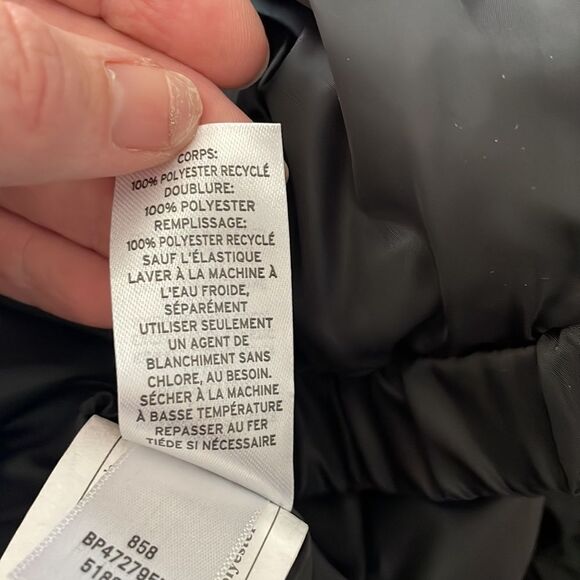 CORPS:
100% POLYESTER RECYCLÉ
DOUBLURE:
100% POLYESTER
REMPLISSAGE:
100% POLYESTER RECYCLÉ
SAUF L'ÉLASTIQUE
LAVER À LA MACHINE À
L'EAU FROIDE,
SÉPARÉMENT
UTILISER SEULEMENT
UN AGENT DE
BLANCHIMENT SANS
CHLORE, AU BESOIN.
SÉCHER À LA MACHINE
À BASSE TEMPÉRATURE
REPASSER AU FER
TIÉDE SI NÉCESSAIRE
858